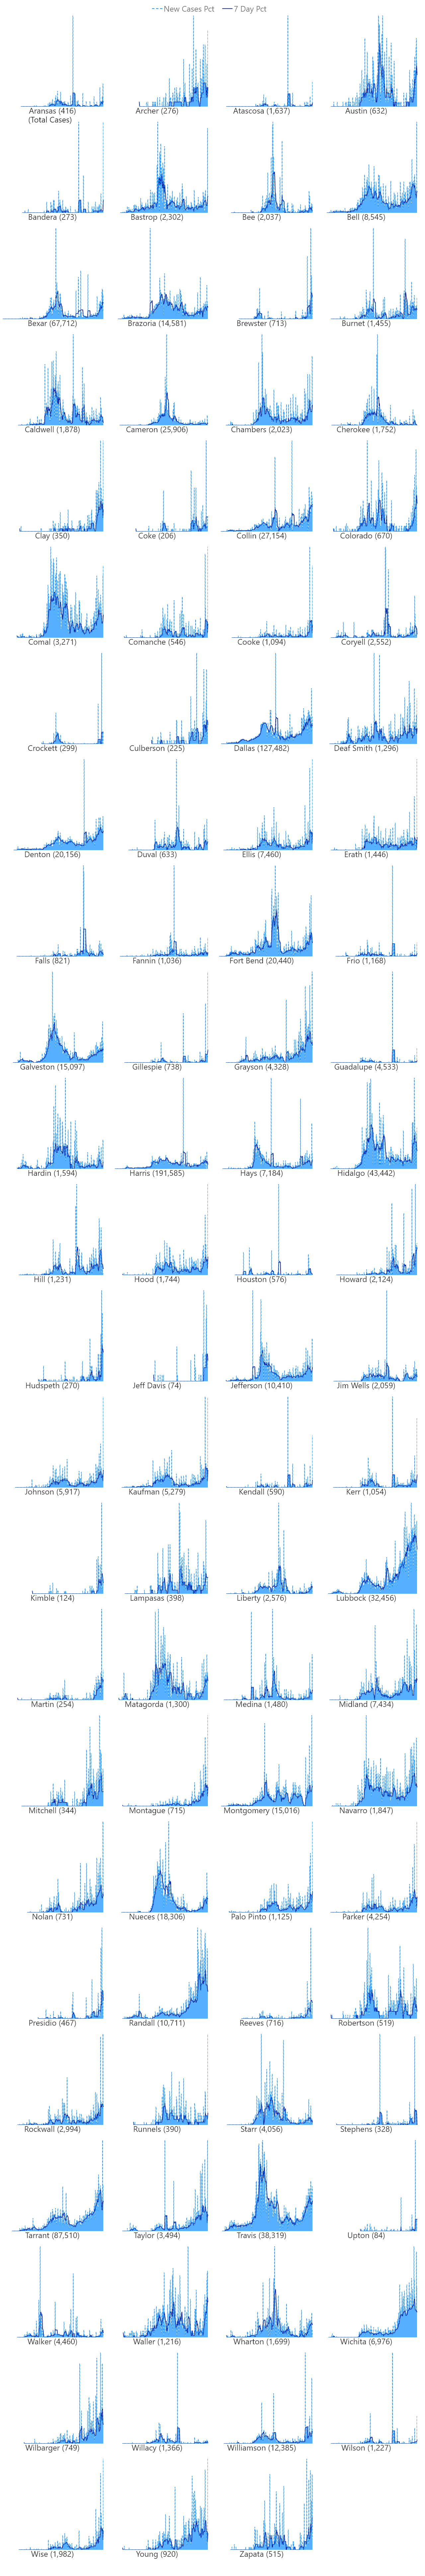 New Cases Pct 7 Day Pct
Aransas (416) Archer (276) Atascosa (1,637) Austin (632)
(Total Cases)
Bandera (273) Bastrop (2,302) Bee (2,037) Bell (8,545)
Bexar (67,712) Brazoria (14,581) Brewster (713) Burnet (1,455)
Caldwell (1,878) Cameron (25,906) Chambers (2,023) Cherokee (1,752)
Clay (350) Coke (206) Collin (27,154) Colorado (670)
Comal (3,271) Comanche (546) Cooke (1,094) Coryell (2,552)
Crockett (299) Culberson (225) Dallas (127,482) Deaf Smith (1,296)
Denton (20,156) Duval (633) Ellis (7,460) Erath (1,446)
Falls (821) Fannin (1,036) Fort Bend (20,440) Frio (1,168)
Galveston (15,097) Gillespie (738) Grayson (4,328) Guadalupe (4,533)
Hardin (1,594) Harris (191,585) Hays (7,184) Hidalgo (43,442)
Hill (1,231) Hood (1,744) Houston (576) Howard (2,124)
Hudspeth (270) Jeff Davis (74) Jefferson (10,410) Jim Wells (2,059)
Johnson (5,917) Kaufman (5,279) Kendall (590) Kerr (1,054)
Kimble (124) Lampasas (398) Liberty (2,576) Lubbock (32,456)
Martin (254) Matagorda (1,300) Medina (1,480) Midland (7,434)
Mitchell (344) Montague (715) Montgomery (15,016) Navarro (1,847)
Nolan (731) Nueces (18,306) Palo Pinto (1,125) Parker (4,254)
Presidio (467) Randall (10,711) Reeves (716) Robertson (519)
Rockwall (2,994) Runnels (390) Starr (4,056) Stephens (328)
Tarrant (87,510) Taylor (3,494) Travis (38,319) Upton (84)
Walker (4,460) Waller (1,216) Wharton (1,699) Wichita (6,976)
Wilbarger (749) Willacy (1,366) Williamson (12,385) Wilson (1,227)
Wise (1,982) Young (920) Zapata (515)